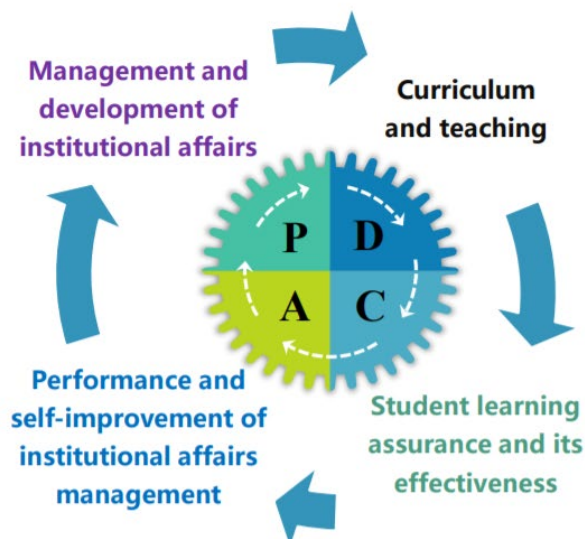 Management and
development of
institutional affairs
Curriculum
and teaching
P
D
A
C
Performance and
self-improvement of
institutional affairs
management
Student learning
assurance and its
effectiveness